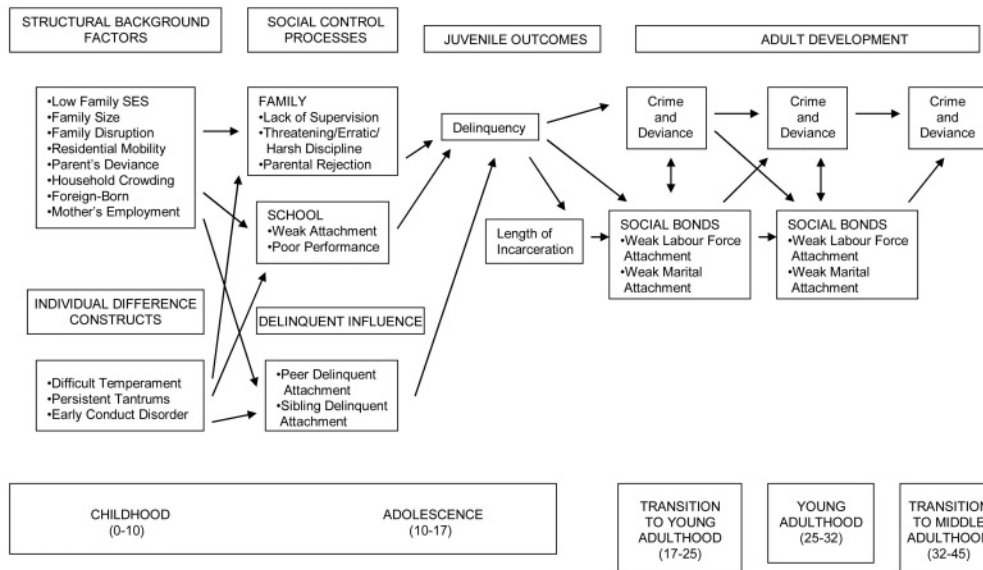 STRUCTURAL BACKGROUND
FACTORS
SOCIAL CONTROL
PROCESSES
JUVENILE OUTCOMES
ADULT DEVELOPMENT
•Low Family SES
•Family Size
•Family Disruption
•Residential Mobility
•Parent's Deviance
•Household Crowding
•Foreign-Born
•Mother's Employment
FAMILY
•Lack of Supervision
•Threatening/Erratic/
Harsh Discipline
•Parental Rejection
SCHOOL
•Weak Attachment
•Poor Performance
Delinquency
Length of
Incarceration
Crime
and
Deviance
Crime
and
Deviance
Crime
and
Deviance
SOCIAL BONDS
•Weak Labour Force
Attachment
•Weak Marital
Attachment
SOCIAL BONDS
•Weak Labour Force
Attachment
•Weak Marital
Attachment
INDIVIDUAL DIFFERENCE
CONSTRUCTS
DELINQUENT INFLUENCE
•Difficult Temperament
•Persistent Tantrums
•Early Conduct Disorder
•Peer Delinquent
Attachment
•Sibling Delinquent
Attachment
CHILDHOOD
(0-10)
ADOLESCENCE
(10-17)
TRANSITION
TO YOUNG
ADULTHOOD
(17-25)
YOUNG
ADULTHOOD
(25-32)
TRANSITION
TO MIDDLE
ADULTHOOD
(32-45)